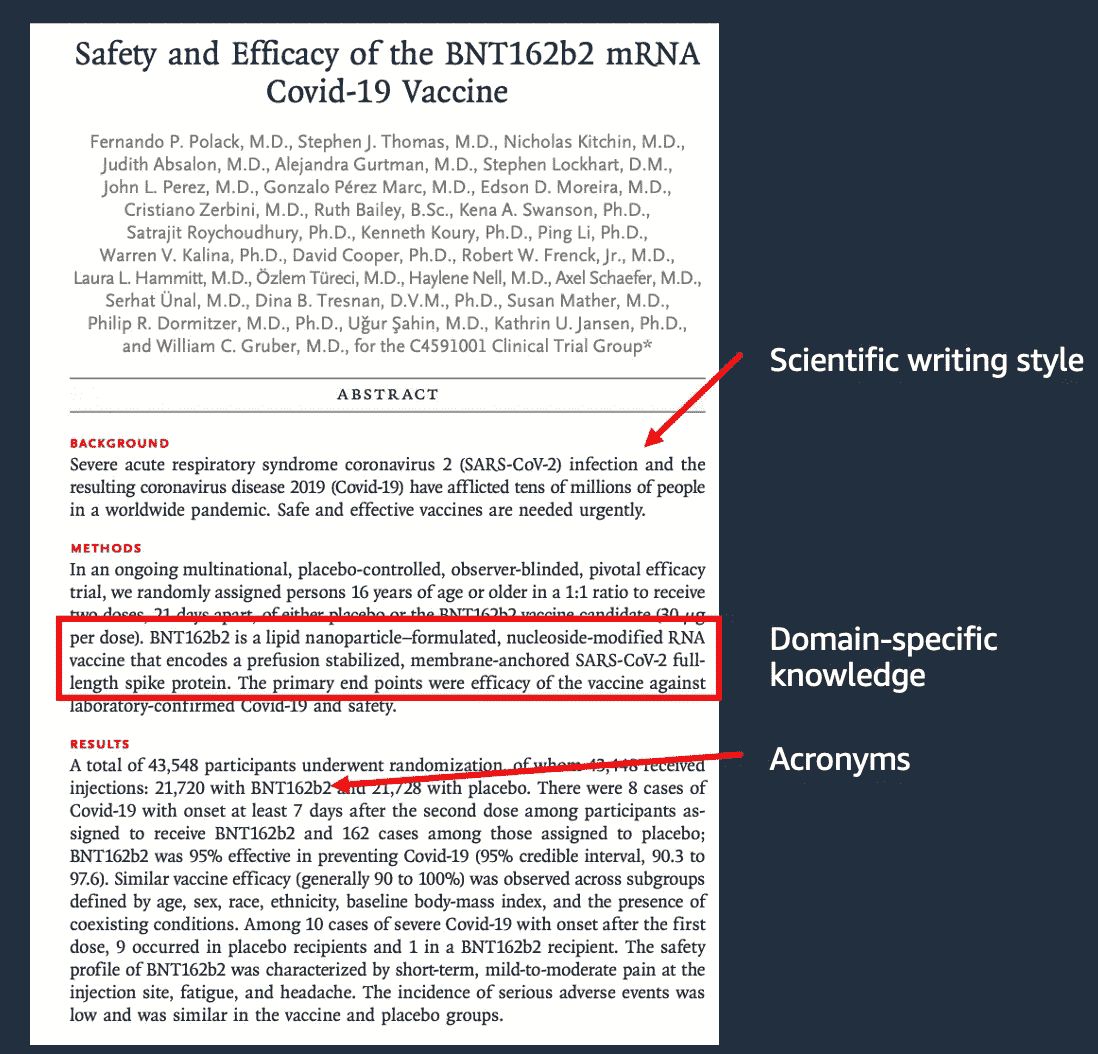 Safety and Efficacy of the BNT162b2 mRNA
Covid-19 Vaccine
Fernando P. Polack, M.D., Stephen J. Thomas, M.D., Nicholas Kitchin, M.D.,
Judith Absalon, M.D., Alejandra Gurtman, M.D., Stephen Lockhart, D.M.,
John L. Perez, M.D., Gonzalo Pérez Marc, M.D., Edson D. Moreira, M.D.,
Cristiano Zerbini, M.D., Ruth Bailey, B.Sc., Kena A. Swanson, Ph.D.,
Satrajit Roychoudhury, Ph.D., Kenneth Koury, Ph.D., Ping Li, Ph.D.,
Warren V. Kalina, Ph.D., David Cooper, Ph.D., Robert W. Frenck, Jr., M.D.,
Laura L. Hammitt, M.D., Özlem Türeci, M.D., Haylene Nell, M.D., Axel Schaefer, M.D.,
Serhat Ünal, M.D., Dina B. Tresnan, D.V.M., Ph.D., Susan Mather, M.D.,
Philip R. Dormitzer, M.D., Ph.D., Uğur Şahin, M.D., Kathrin U. Jansen, Ph.D.,
and William C. Gruber, M.D., for the C4591001 Clinical Trial Group*
ABSTRACT
BACKGROUND
Severe acute respiratory syndrome coronavirus 2 (SARS-CoV-2) infection and the
resulting coronavirus disease 2019 (Covid-19) have afflicted tens of millions of people
in a worldwide pandemic. Safe and effective vaccines are needed urgently.
METHODS
In an ongoing multinational, placebo-controlled, observer-blinded, pivotal efficacy
trial, we randomly assigned persons 16 years of age or older in a 1:1 ratio to receive
two doses, 21 days apart, of either placebo or the BNT162b2 vaccine candidate (30 μg
per dose). BNT162b2 is a lipid nanoparticle–formulated, nucleoside-modified RNA
vaccine that encodes a prefusion stabilized, membrane-anchored SARS-CoV-2 full-
length spike protein. The primary end points were efficacy of the vaccine against
laboratory-confirmed Covid-19 and safety.
RESULTS
A total of 43,548 participants underwent randomization, of whom 43,448 received
injections: 21,720 with BNT162b2 and 21,728 with placebo. There were 8 cases of
Covid-19 with onset at least 7 days after the second dose among participants as-
signed to receive BNT162b2 and 162 cases among those assigned to placebo;
BNT162b2 was 95% effective in preventing Covid-19 (95% credible interval, 90.3 to
97.6). Similar vaccine efficacy (generally 90 to 100%) was observed across subgroups
defined by age, sex, race, ethnicity, baseline body-mass index, and the presence of
coexisting conditions. Among 10 cases of severe Covid-19 with onset after the first
dose, 9 occurred in placebo recipients and 1 in a BNT162b2 recipient. The safety
profile of BNT162b2 was characterized by short-term, mild-to-moderate pain at the
injection site, fatigue, and headache. The incidence of serious adverse events was
low and was similar in the vaccine and placebo groups.
Scientific writing style
Domain-specific
knowledge
Acronyms